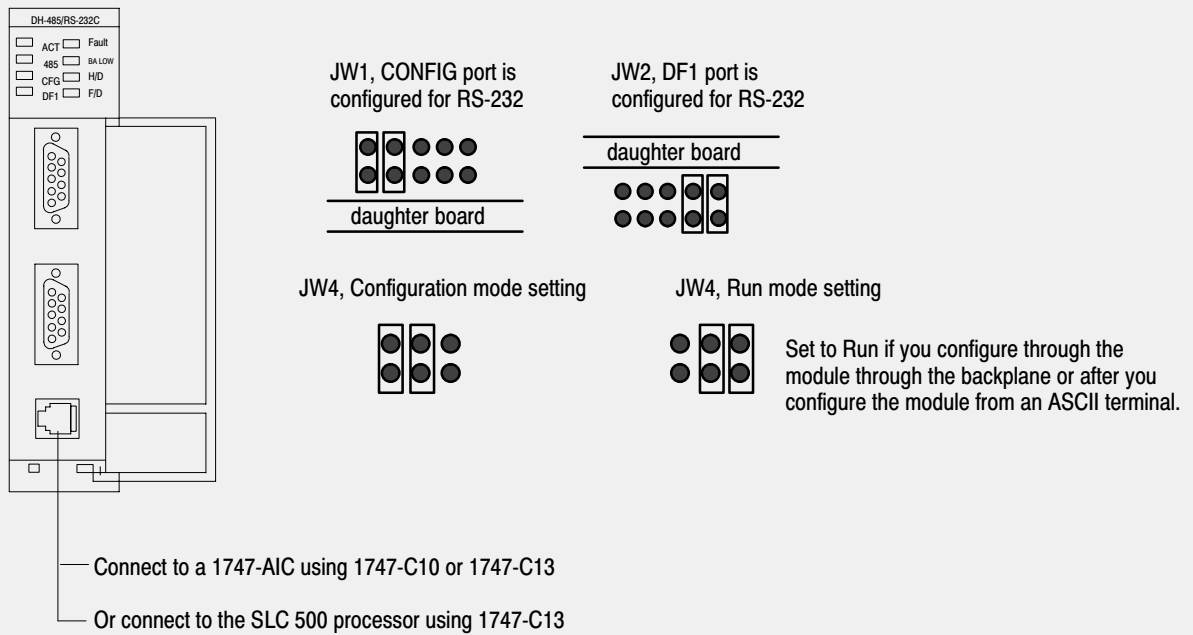 DH-485/RS-232C
ACT Fault
485 BA LOW
CFG H/D
DF1 F/D
JW1, CONFIG port is
configured for RS-232
daughter board
JW2, DF1 port is
configured for RS-232
daughter board
JW4, Configuration mode setting
JW4, Run mode setting
Set to Run if you configure through the
module through the backplane or after you
configure the module from an ASCII terminal.
Connect to a 1747-AIC using 1747-C10 or 1747-C13
Or connect to the SLC 500 processor using 1747-C13